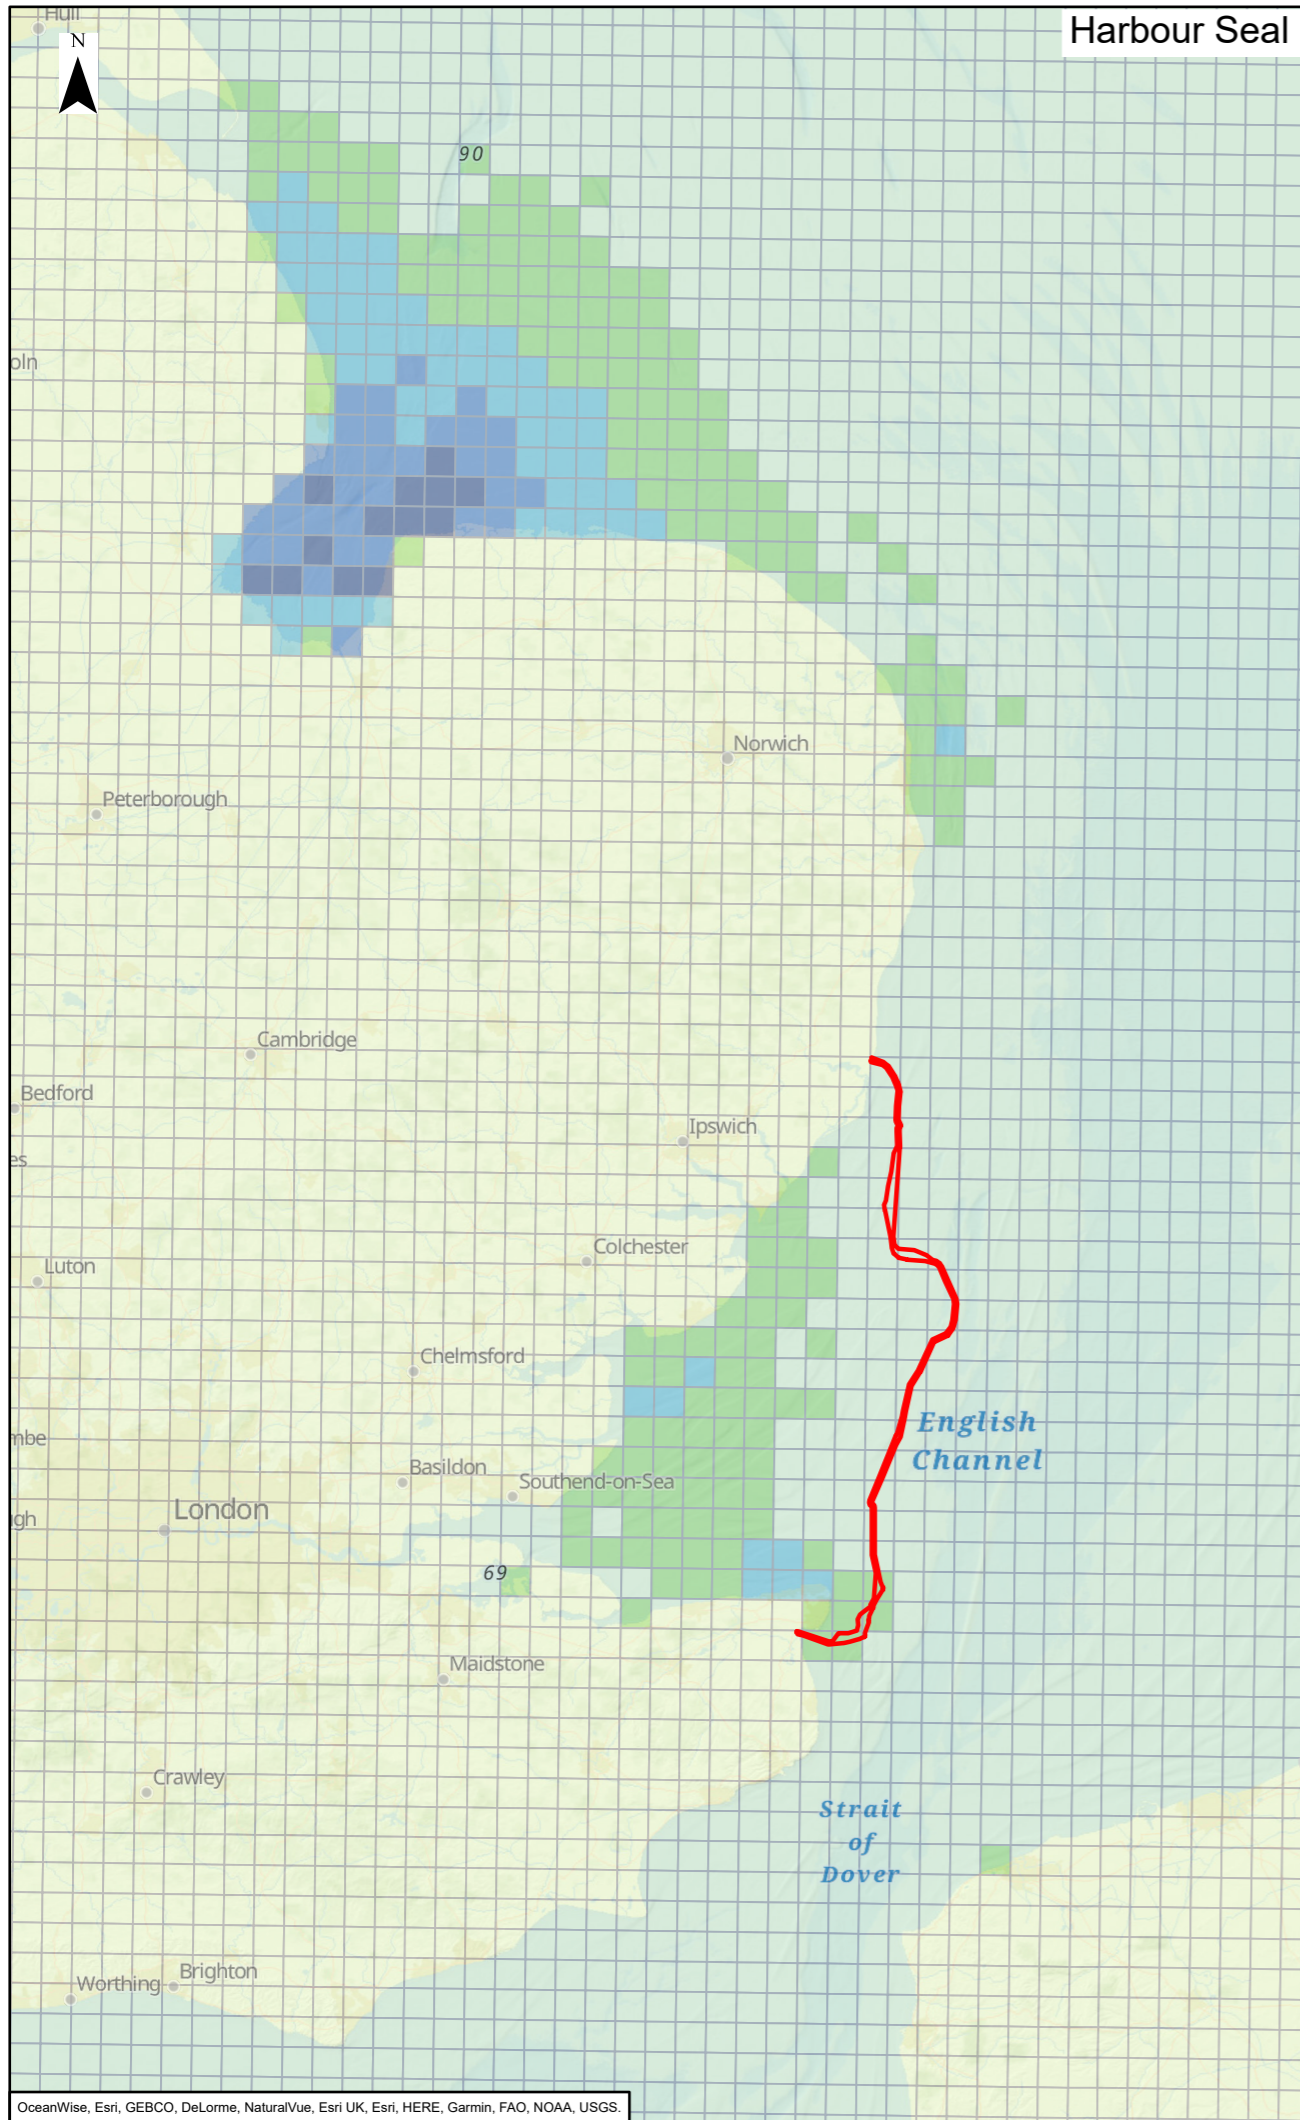 Harbour Seal
Hull
N
90
oln
Norwich
Peterborough
Cambridge
Bedford
Ipswich
es
Colchester
Luton
Chelmsford
English
Channel
mbe
Basildon
Southend-on-Sea
London
gh
69
Maidstone
Crawley
Strait
of
Dover
Brighton
Worthing
OceanWise, Esri, GEBCO, DeLorme, NaturalVue, Esri UK, Esri, HERE, Garmin, FAO, NOAA, USGS.